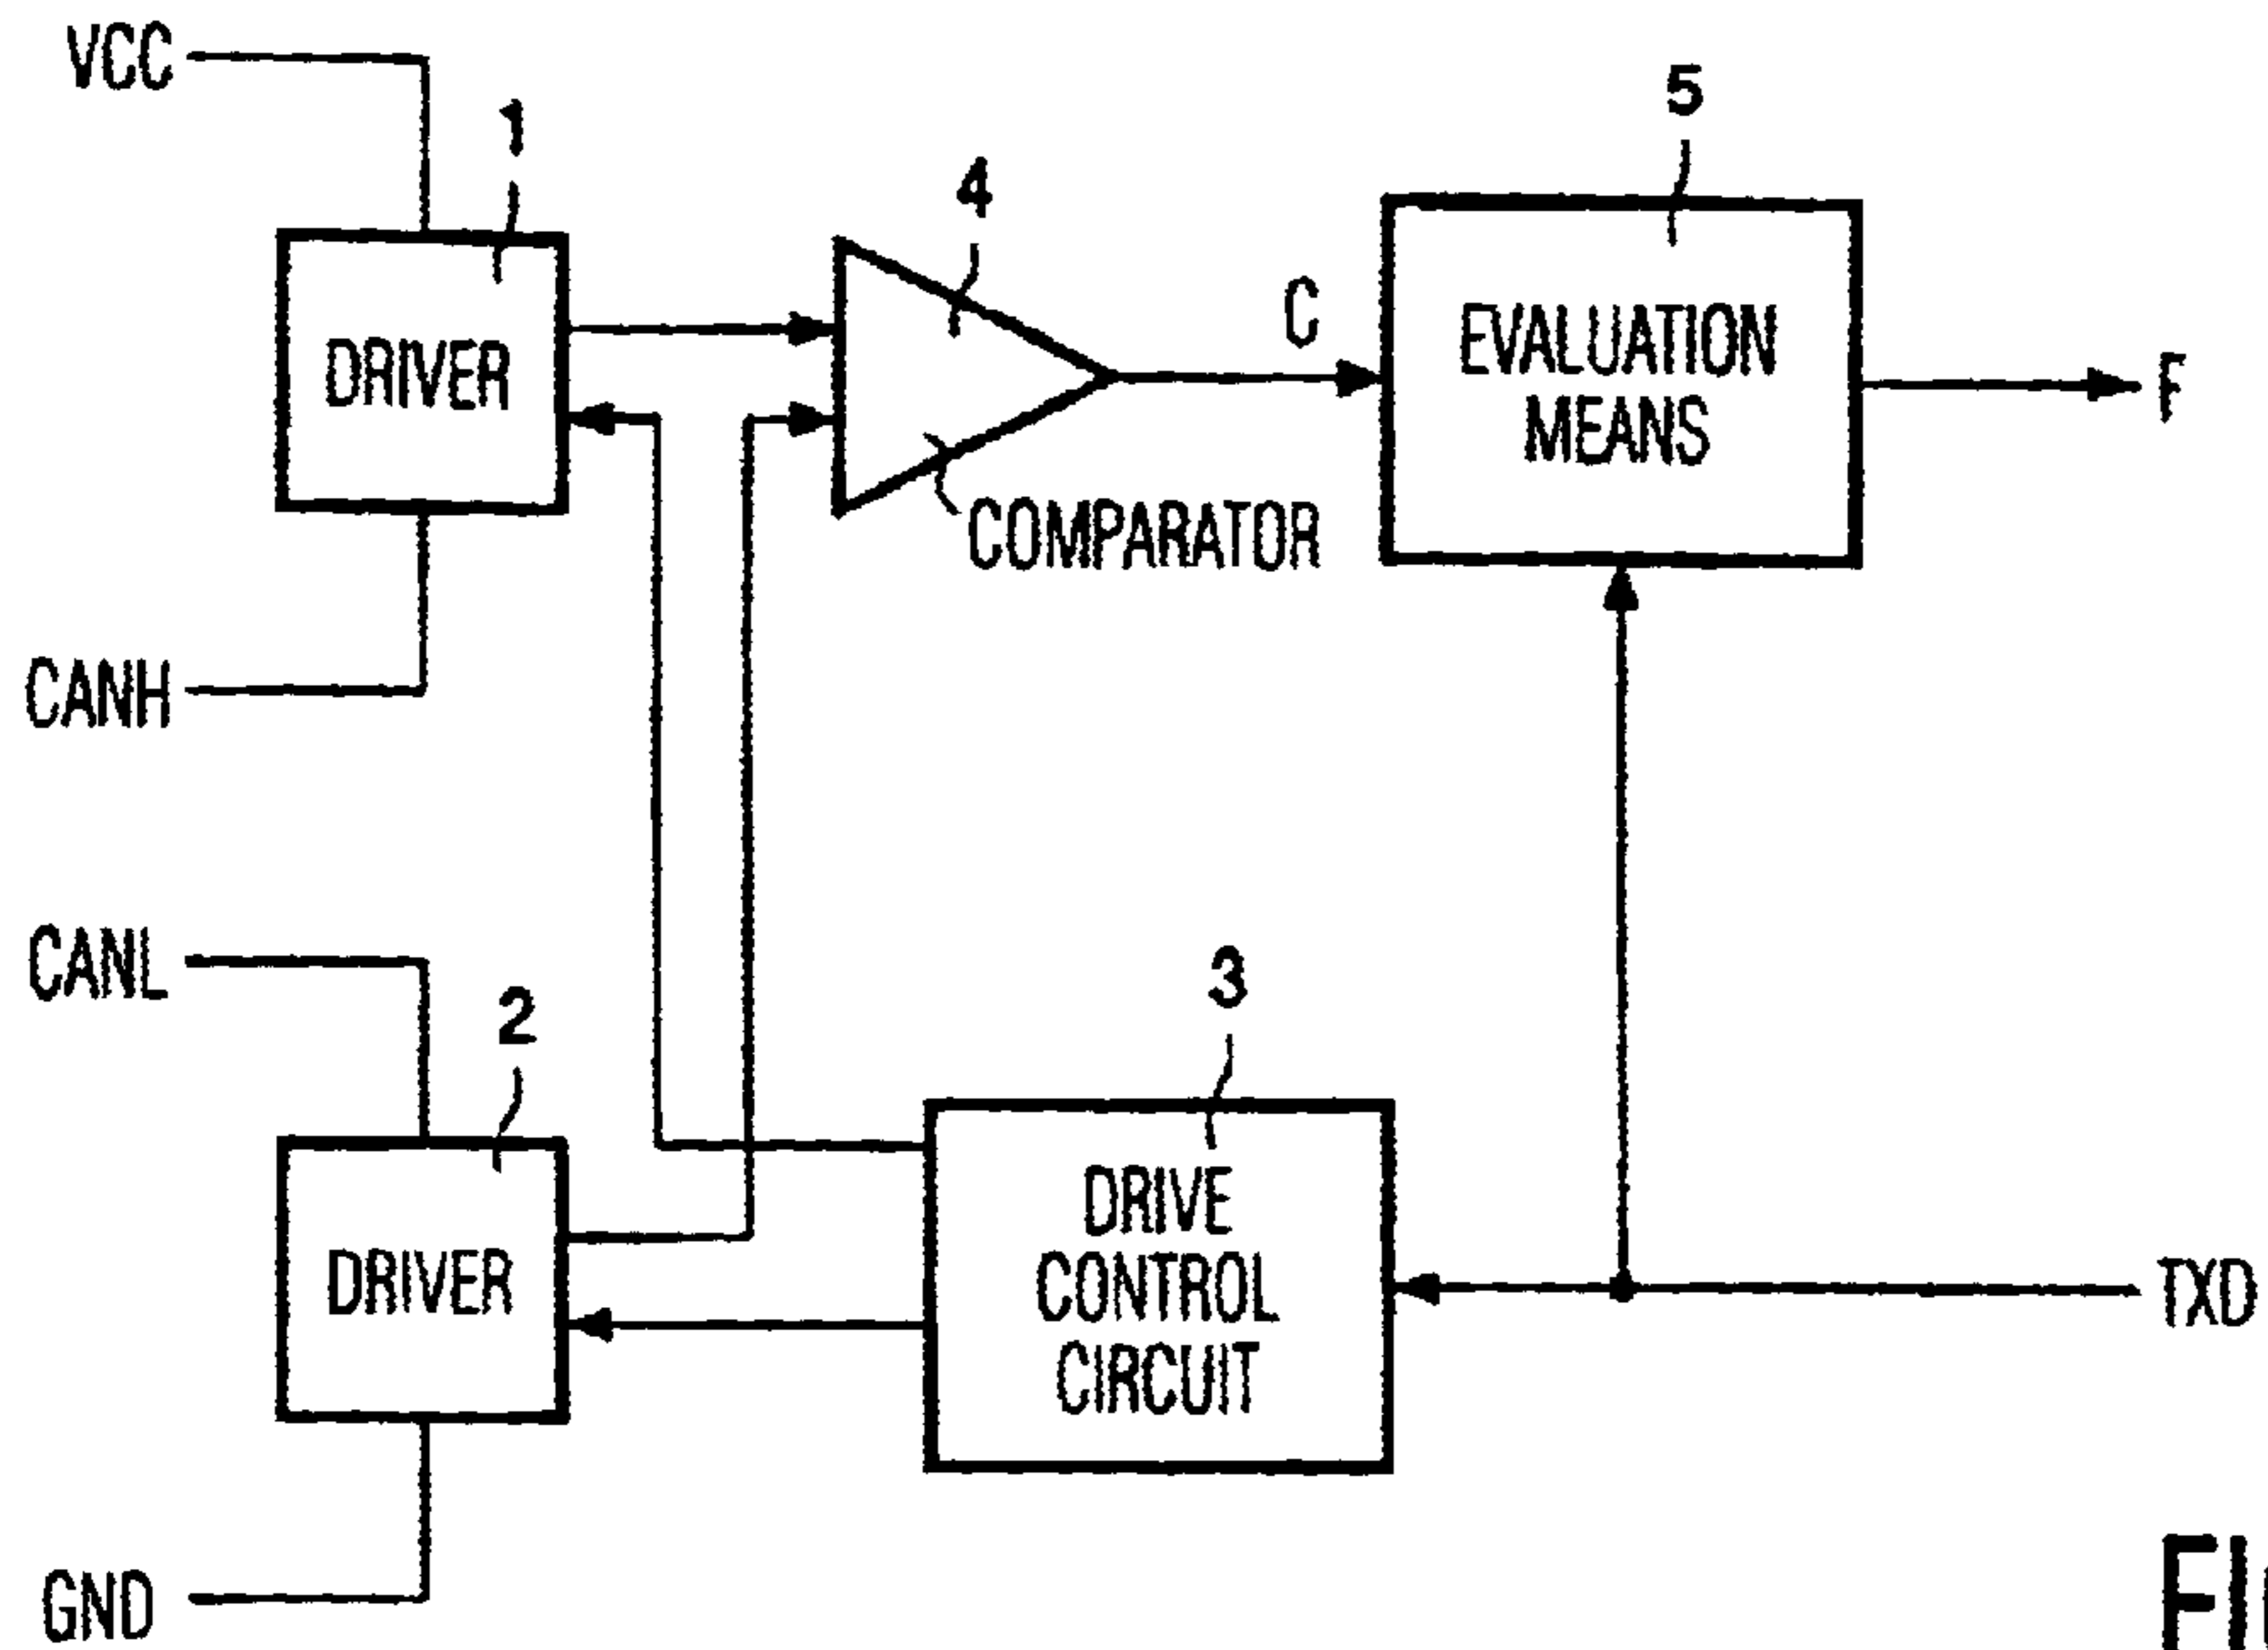 VCC
1
5
4
C
DRIVER
EVALUATION
MEANS
F
COMPARATOR
CANH
CANL
2
3
DRIVER
DRIVE
CONTROL
CIRCUIT
TXD
GND